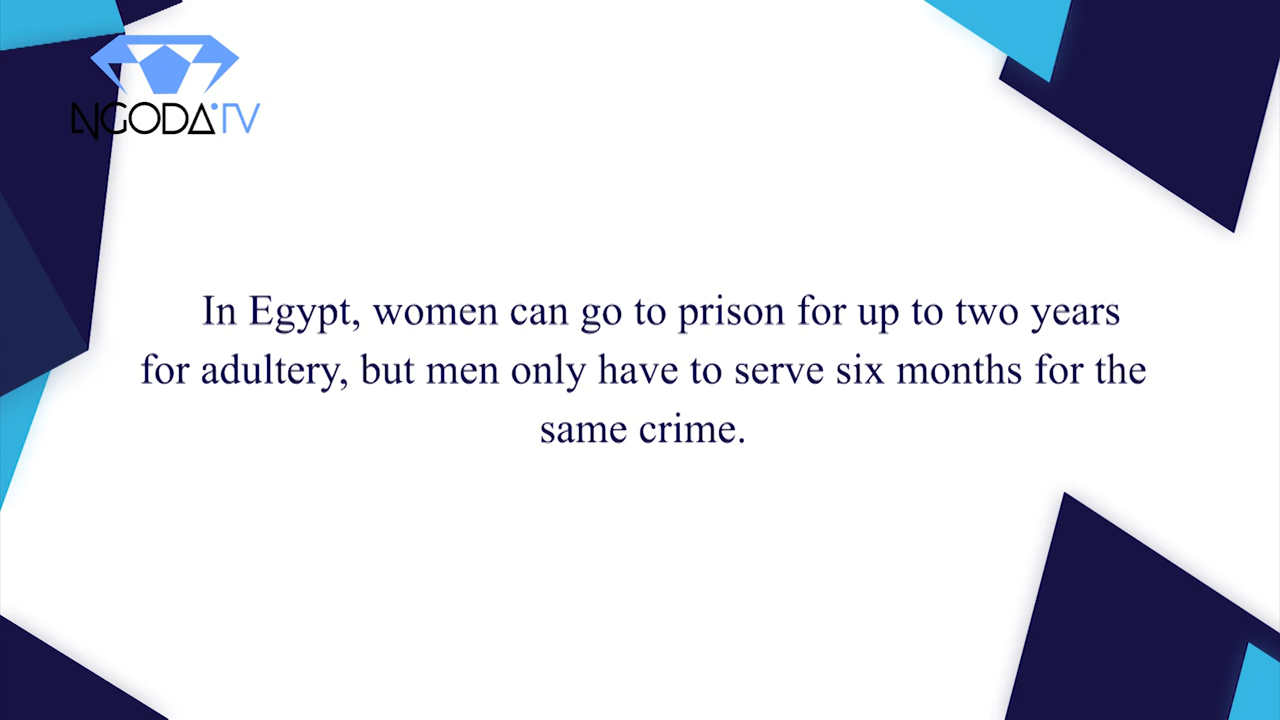 NGODA TV
In Egypt, women can go to prison for up to two years
for adultery, but men only have to serve six months for the
same crime.